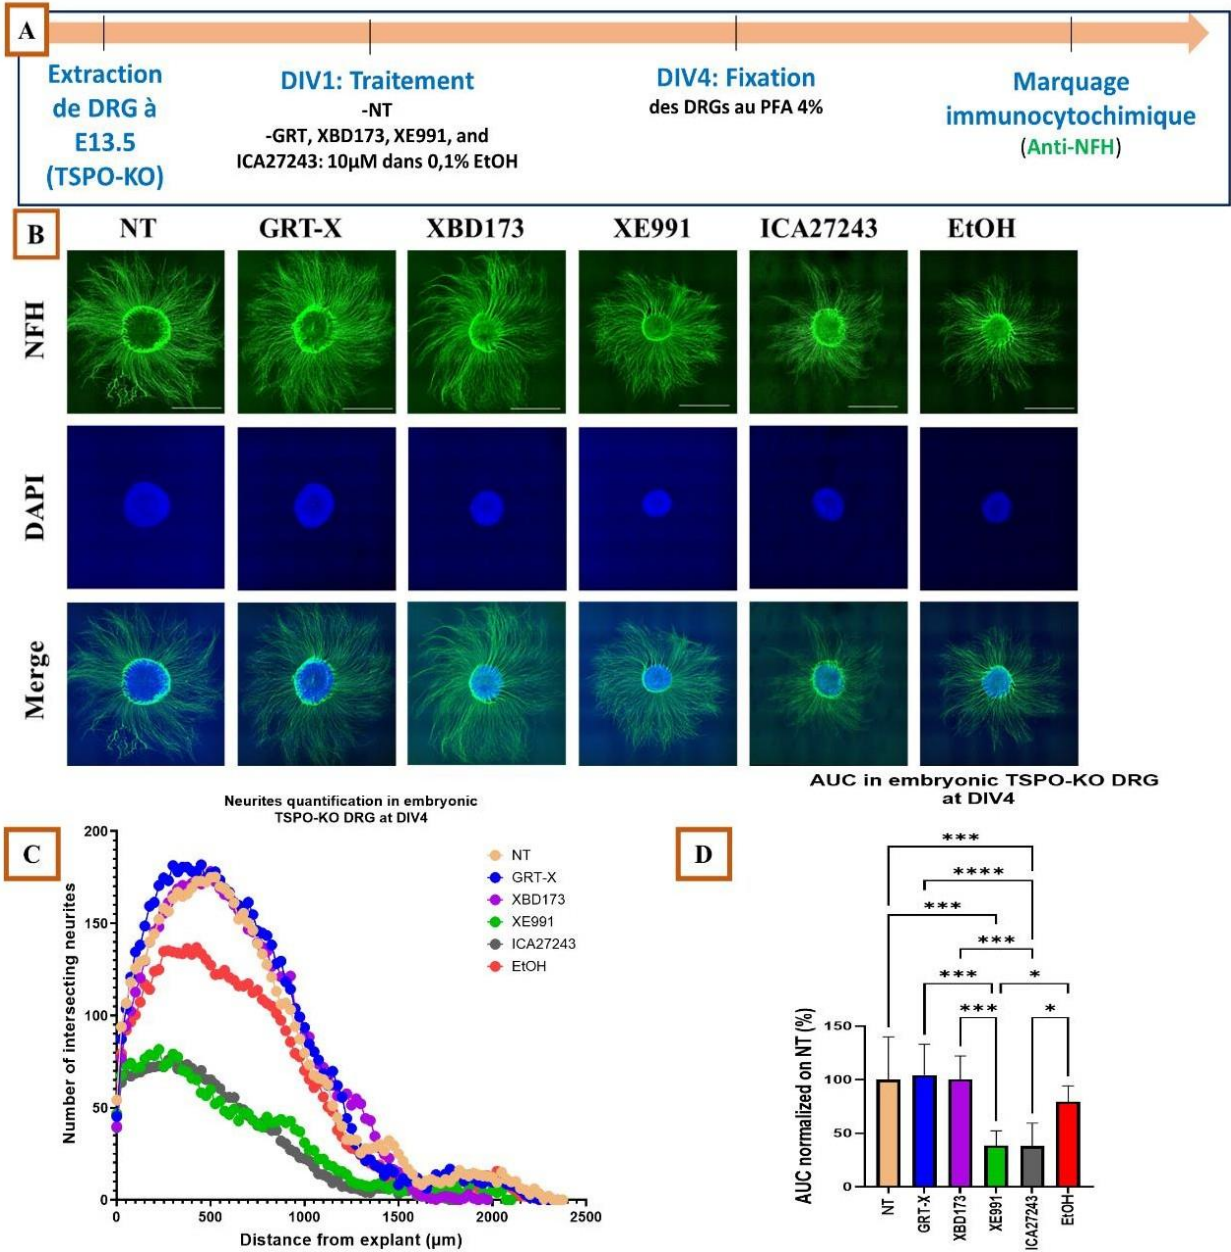 A
Extraction
de DRG à
E13.5
(TSPO-KO)
DIV1: Traitement
-NT
-GRT, XBD173, XE991, and
ICA27243: 10µM dans 0,1% EtOH
DIV4: Fixation
des DRGs au PFA 4%
Marquage
immunocytochimique
(Anti-NFH)
B
NT GRT-X XBD173 XE991 ICA27243 EtOH
NFH
DAPI
Merge
Neurites quantification in embryonic
TSPO-KO DRG at DIV4
C
Number of intersecting neurites
200
150
100
50
0
0 500 1000 1500 2000 2500
Distance from explant (µm)
NT
GRT-X
XBD173
XE991
ICA27243
EtOH
AUC in embryonic TSPO-KO DRG
at DIV4
D
***
****
***
***
*** *
*** *
AUC normalized on NT (%)
150
100
50
0
NT GRT-X XBD173 XE991 ICA27243 EtOH